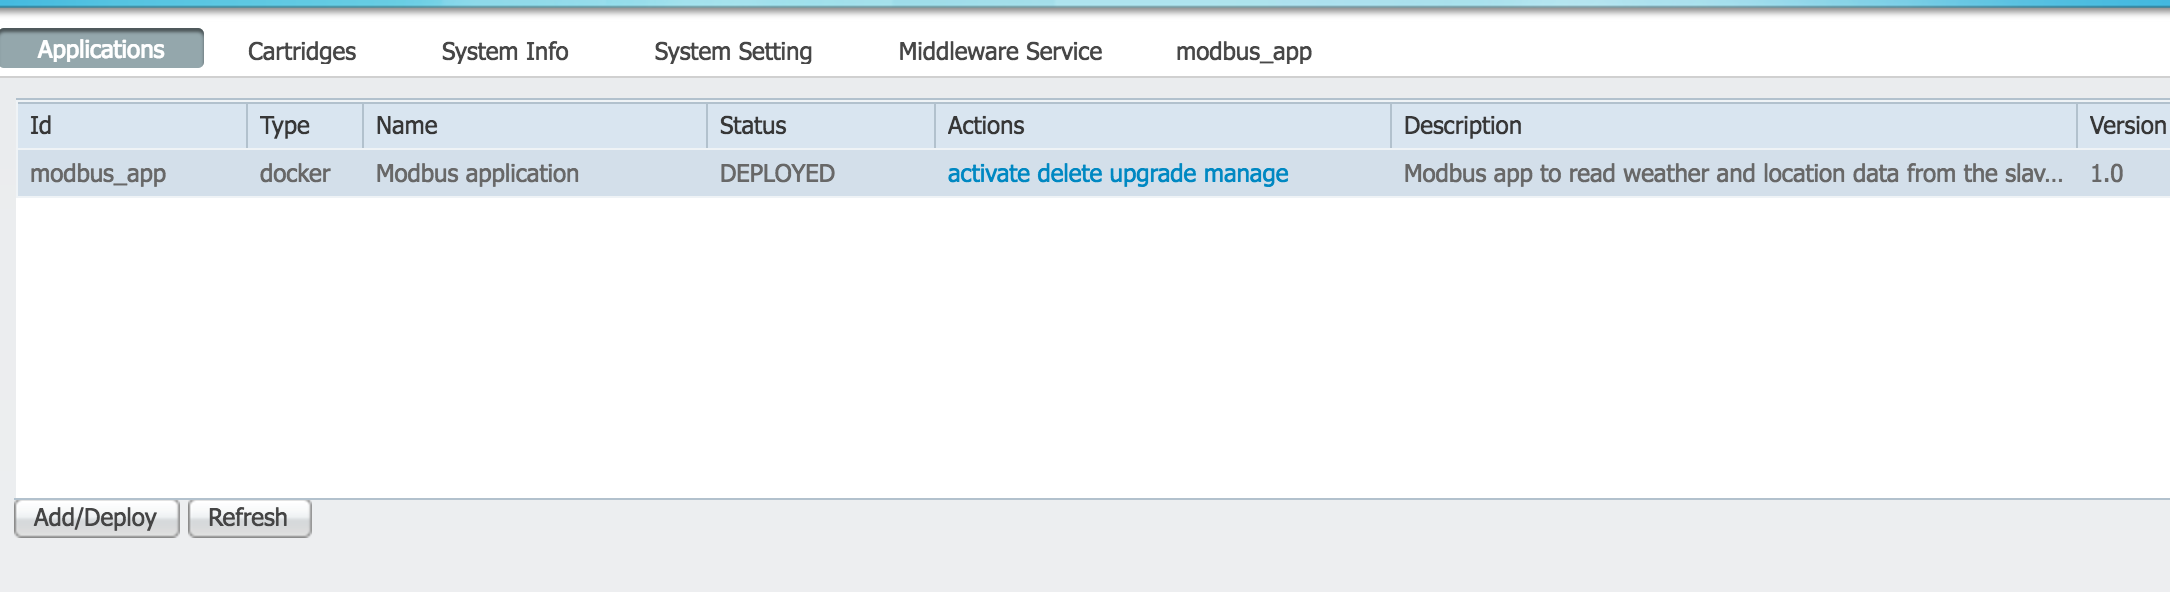 Applications Cartridges System Info System Setting Middleware Service modbus_app
Id Type Name Status Actions Description Version
modbus_app docker Modbus application DEPLOYED activate delete upgrade manage Modbus app to read weather and location data from the slav... 1.0
Add/Deploy Refresh